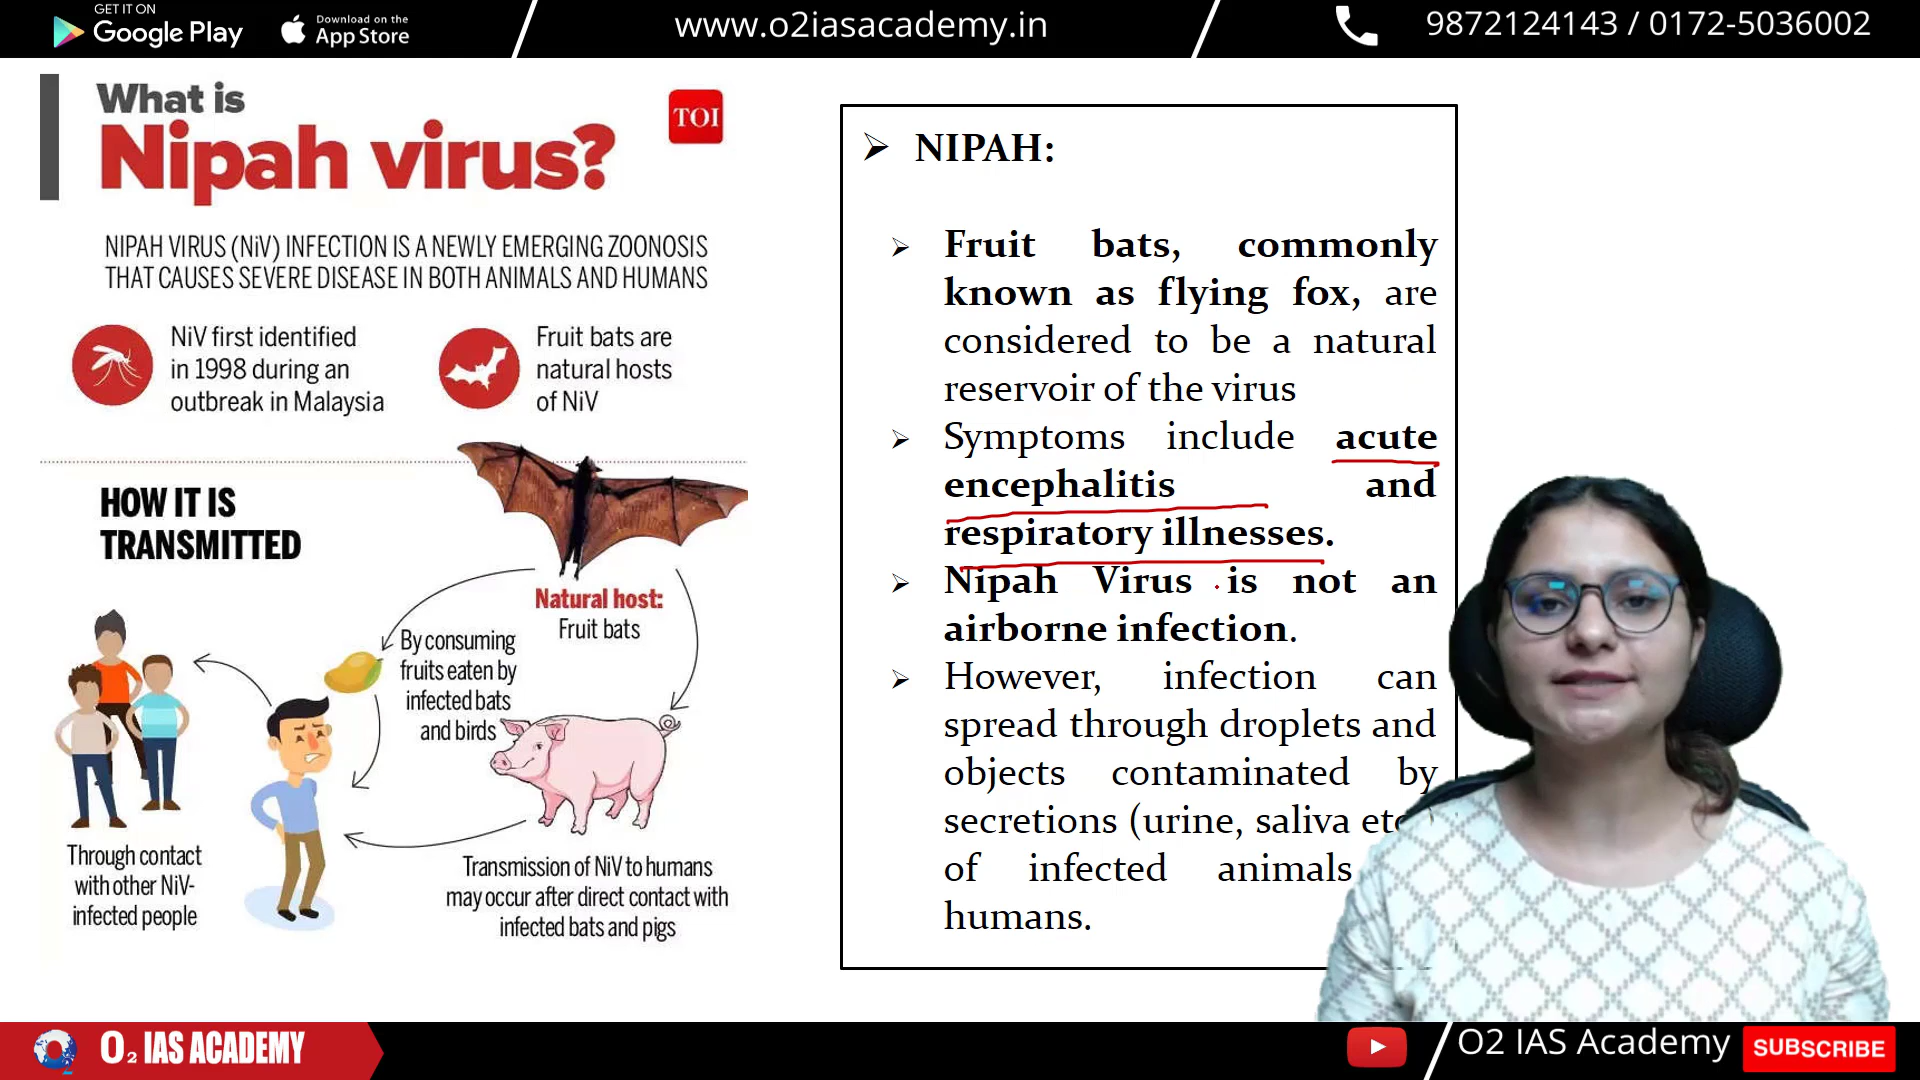 GET IT ON
Google Play
Download on the
App Store
www.o2iasacademy.in
9872124143 / 0172-5036002
What is
Nipah virus?
TOI
NIPAH VIRUS (NiV) INFECTION IS A NEWLY EMERGING ZOONOSIS
THAT CAUSES SEVERE DISEASE IN BOTH ANIMALS AND HUMANS
NiV first identified
in 1998 during an
outbreak in Malaysia
Fruit bats are
natural hosts
of NiV
HOW IT IS
TRANSMITTED
Natural host:
Fruit bats
By consuming
fruits eaten by
infected bats
and birds
Through contact
with other NiV-
infected people
Transmission of NiV to humans
may occur after direct contact with
infected bats and pigs
NIPAH:
Fruit bats, commonly
known as flying fox, are
considered to be a natural
reservoir of the virus
Symptoms include acute
encephalitis and
respiratory illnesses.
Nipah Virus is not an
airborne infection.
However, infection can
spread through droplets and
objects contaminated by
secretions (urine, saliva etc
of infected animals
humans.
O2 IAS ACADEMY
O2 IAS Academy
SUBSCRIBE